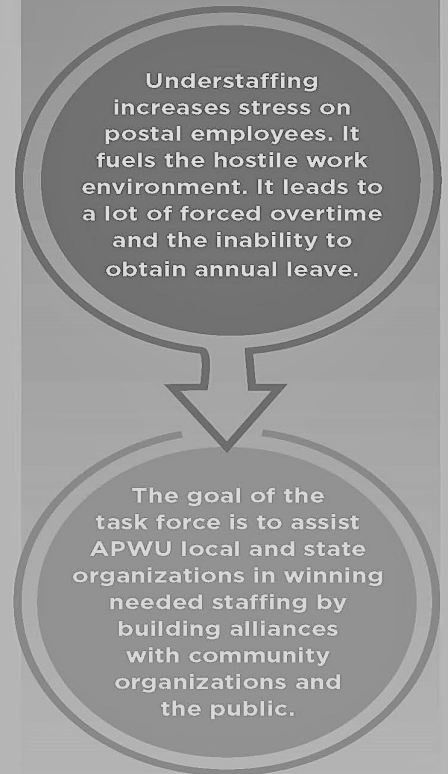 Understaffing
increases stress on
postal employees. It
fuels the hostile work
environment. It leads to
a lot of forced overtime
and the inability to
obtain annual leave.
The goal of the
task force is to assist
APWU local and state
organizations in winning
needed staffing by
building alliances
with community
organizations and
the public.